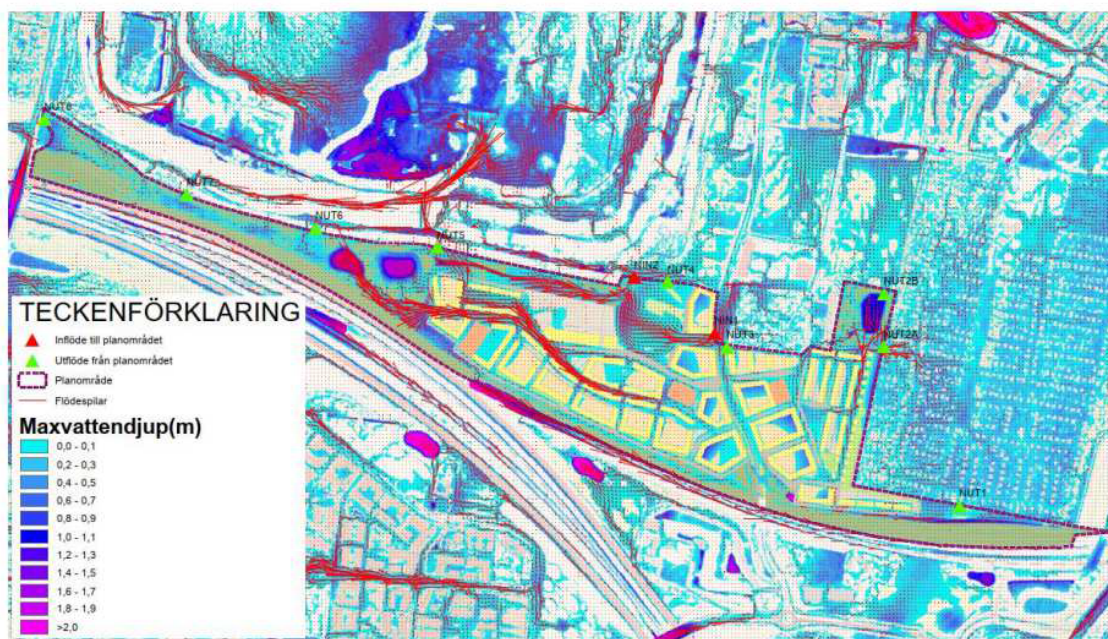 NUT8
NUT7
NUT6
NUT5
NIN2
NUT4
NIN1
NUT3
NUT2B
NUT2A
NUT1
TECKENFÖRKLARING
Inflöde till planområdet
Utflöde från planområdet
Planområde
Flödespilar
Maxvattendjup(m)
0,0 - 0,1
0,2 - 0,3
0,4 - 0,5
0,6 - 0,7
0,8 - 0,9
1,0 - 1,1
1,2 - 1,3
1,4 - 1,5
1,6 - 1,7
1,8 - 1,9
>2,0